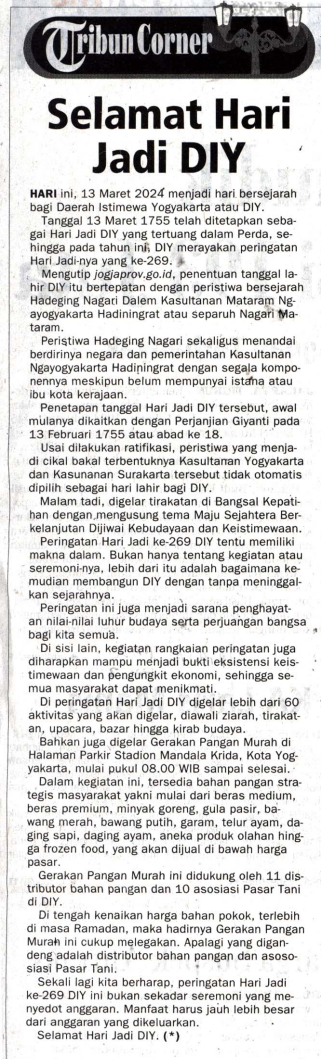 Tribun Corner
Selamat Hari
Jadi DIY
HARI ini, 13 Maret 2024 menjadi hari bersejarah
bagi Daerah Istimewa Yogyakarta atau DIY.
Tanggal 13 Maret 1755 telah ditetapkan seba-
gai Hari Jadi DIY yang tertuang dalam Perda, se-
hingga pada tahun ini, DIY merayakan peringatan
Hari Jadi-nya yang ke-269.
Mengutip jogjaprov.go.id, penentuan tanggal la-
hir DIY itu bertepatan dengan peristiwa bersejarah
Hadeging Nagari Dalem Kasultanan Mataram Ng-
ayogyakarta Hadiningrat atau separuh Nagari Ma-
taram.
Peristiwa Hadeging Nagari sekaligus menandai
berdirinya negara dan pemerintahan Kasultanan
Ngayogyakarta Hadiningrat dengan segala kompo-
nennya meskipun belum mempunyai istana atau
ibu kota kerajaan.
Penetapan tanggal Hari Jadi DIY tersebut, awal
mulanya dikaitkan dengan Perjanjian Giyanti pada
13 Februari 1755 atau abad ke 18.
Usai dilakukan ratifikasi, peristiwa yang menja-
di cikal bakal terbentuknya Kasultanan Yogyakarta
dan Kasunanan Surakarta tersebut tidak otomatis
dipilih sebagai hari lahir bagi DIY.
Malam tadi, digelar tirakatan di Bangsal Kepati-
han dengan mengusung tema Maju Sejahtera Ber-
kelanjutan Dijiwai Kebudayaan dan Keistimewaan.
Peringatan Hari Jadi ke-269 DIY tentu memiliki
makna dalam. Bukan hanya tentang kegiatan atau
seremoni-nya, lebih dari itu adalah bagaimana ke-
mudian membangun DIY dengan tanpa meninggal-
kan sejarahnya.
Peringatan ini juga menjadi sarana penghayat-
an nilai-nilai luhur budaya serta perjuangan bangsa
bagi kita semua.
Di sisi lain, kegiatan rangkaian peringatan juga
diharapkan mampu menjadi bukti eksistensi keis-
timewaan dan pengungkit ekonomi, sehingga se-
mua masyarakat dapat menikmati.
Di peringatan Hari Jadi DIY digelar lebih dari 60
aktivitas yang akan digelar, diawali ziarah, tirakat-
an, upacara, bazar hingga kirab budaya.
Bahkan juga digelar Gerakan Pangan Murah di
Halaman Parkir Stadion Mandala Krida, Kota Yog-
yakarta, mulai pukul 08.00 WIB sampai selesai.
Dalam kegiatan ini, tersedia bahan pangan stra-
tegis masyarakat yakni mulai dari beras medium,
beras premium, minyak goreng, gula pasir, ba-
wang merah, bawang putih, garam, telur ayam, da-
ging sapi, daging ayam, aneka produk olahan hing-
ga frozen food, yang akan dijual di bawah harga
pasar.
Gerakan Pangan Murah ini didukung oleh 11 dis-
tributor bahan pangan dan 10 asosiasi Pasar Tani
di DIY.
Di tengah kenaikan harga bahan pokok, terlebih
di masa Ramadan, maka hadirnya Gerakan Pangan
Murah ini cukup melegakan. Apalagi yang digan-
deng adalah distributor bahan pangan dan asoso-
siasi Pasar Tani.
Sekali lagi kita berharap, peringatan Hari Jadi
ke-269 DIY ini bukan sekadar seremoni yang me-
nyedot anggaran. Manfaat harus jauh lebih besar
dari anggaran yang dikeluarkan.
Selamat Hari Jadi DIY. (*)